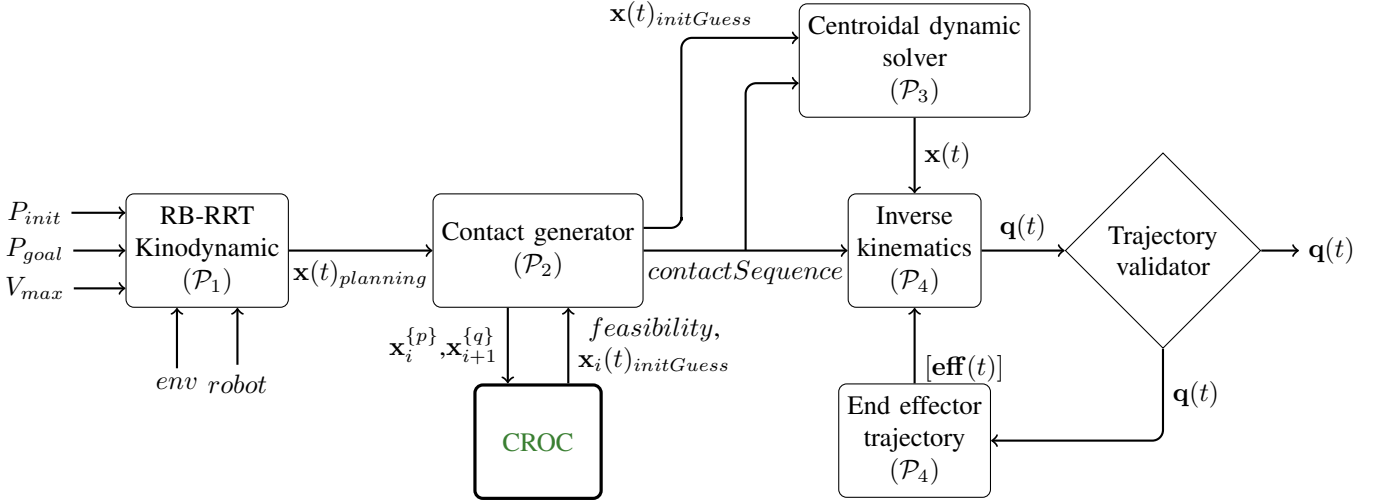 𝐱(t)_{initGuess}
Centroidal dynamic
solver
(𝒫₃)
𝐱(t)
P_{init}
P_{goal}
V_{max}
RB-RRT
Kinodynamic
(𝒫₁)
𝐱(t)_{planning}
env robot
Contact generator
(𝒫₂)
contactSequence
𝐱_i^{{p}},𝐱_{i+1}^{{q}}
feasibility,
𝐱_i(t)_{initGuess}
CROC
Inverse
kinematics
(𝒫₄)
𝐪(t)
Trajectory
validator
𝐪(t)
𝐪(t)
[𝐞𝐟𝐟(t)]
End effector
trajectory
(𝒫₄)